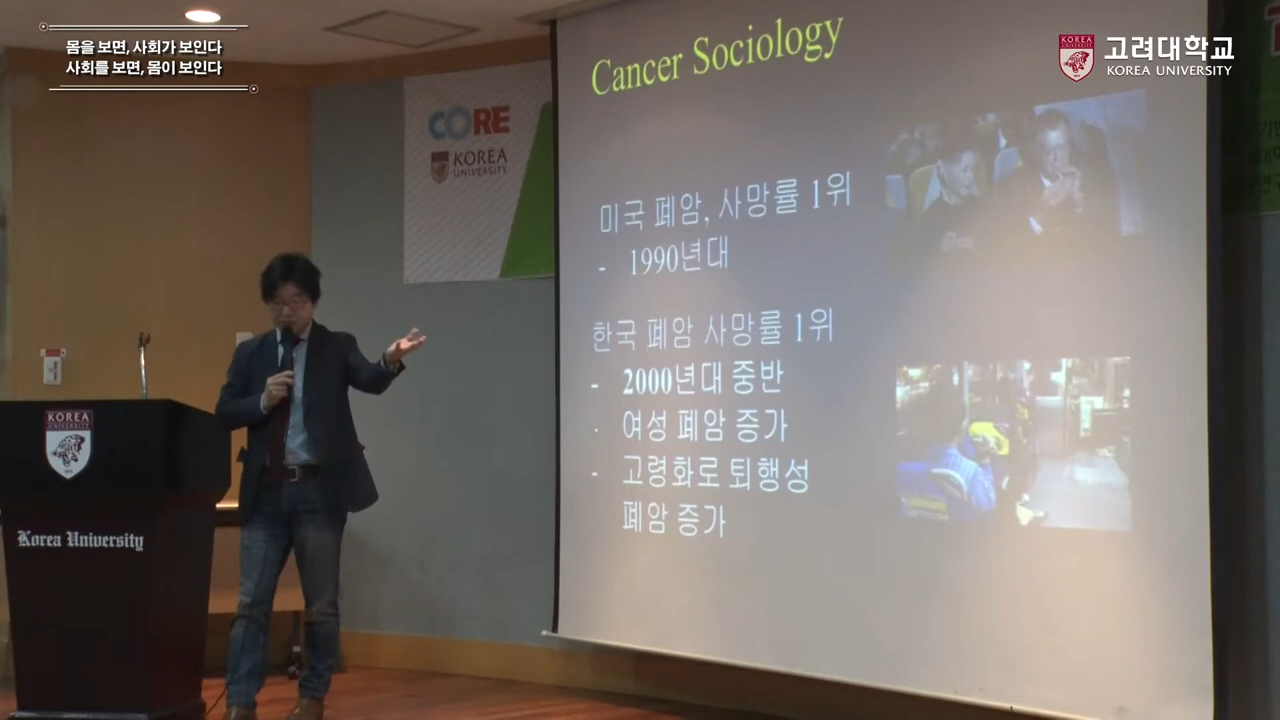 몸을 보면, 사회가 보인다
사회를 보면, 몸이 보인다
KOREA
UNIVERSITY
고려대학교
KOREA UNIVERSITY
CORE
KOREA
UNIVERSITY
Cancer Sociology
미국 폐암, 사망률 1위
- 1990년대
한국 폐암 사망률 1위
- 2000년대 중반
· 여성 폐암 증가
- 고령화로 퇴행성
폐암 증가
KOREA
UNIVERSITY
Korea University